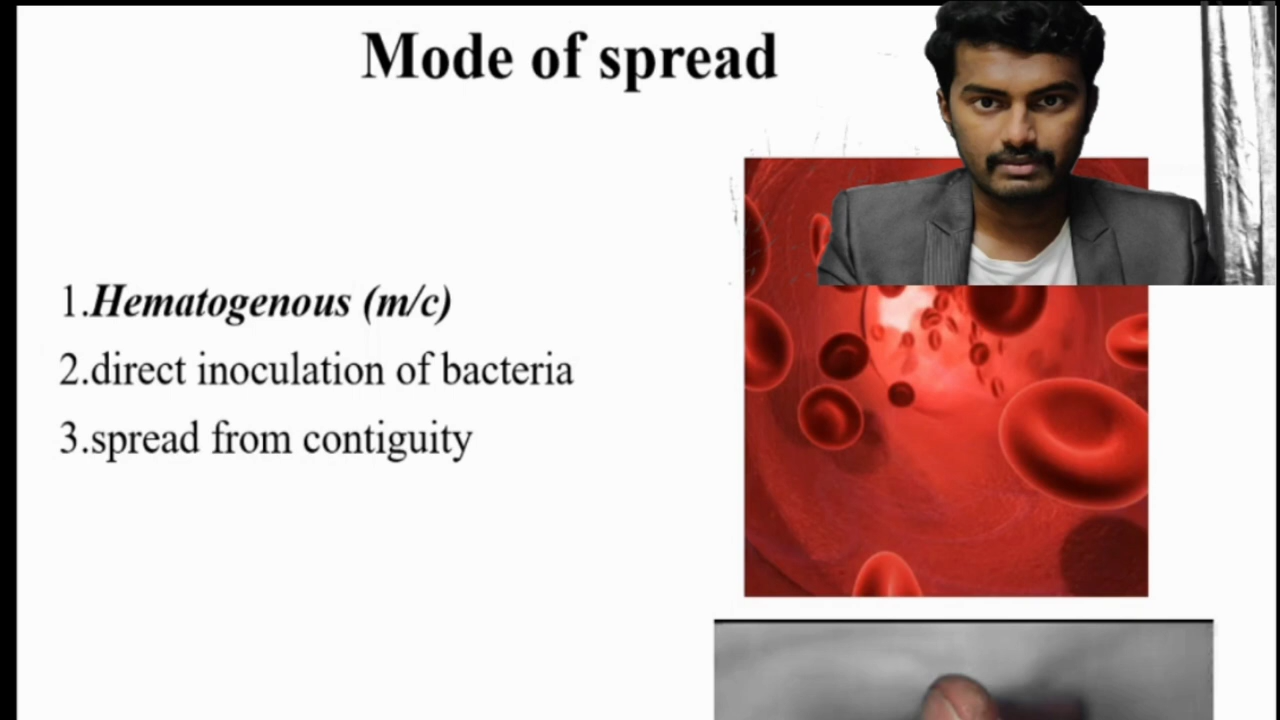 Mode of spread
1.Hematogenous (m/c)
2.direct inoculation of bacteria
3.spread from contiguity